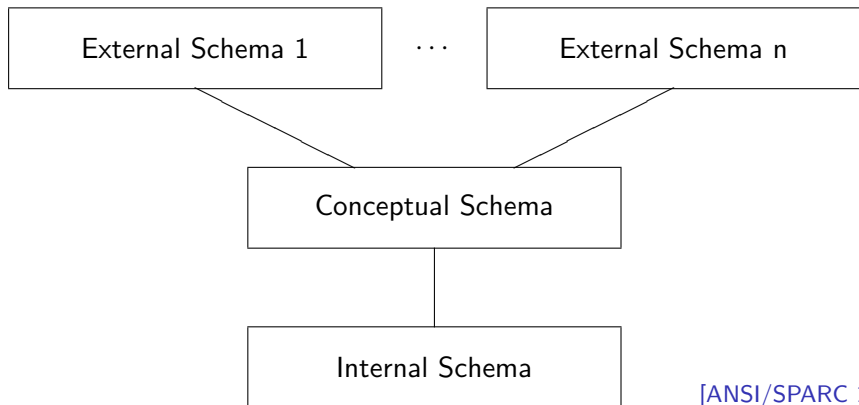 External Schema 1 ··· External Schema n
Conceptual Schema
Internal Schema
[ANSI/SPARC